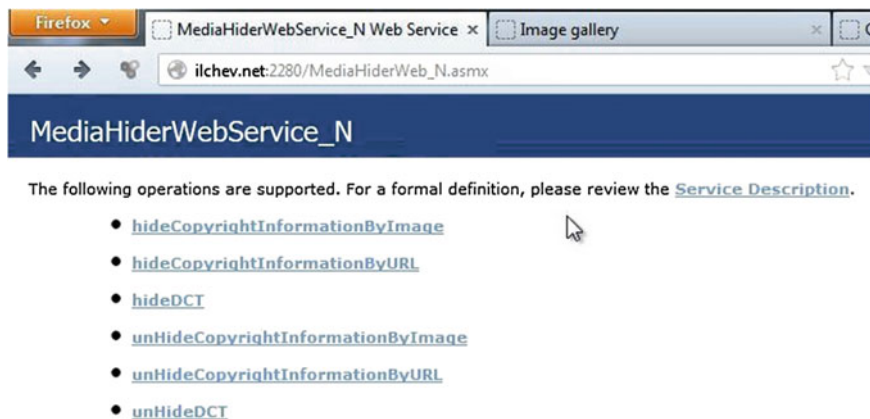 Firefox
MediaHiderWebService_N Web Service
Image gallery
ilchev.net:2280/MediaHiderWeb_N.asmx
MediaHiderWebService_N
The following operations are supported. For a formal definition, please review the Service Description.
hideCopyrightInformationByImage
hideCopyrightInformationByURL
hideDCT
unHideCopyrightInformationByImage
unHideCopyrightInformationByURL
unHideDCT